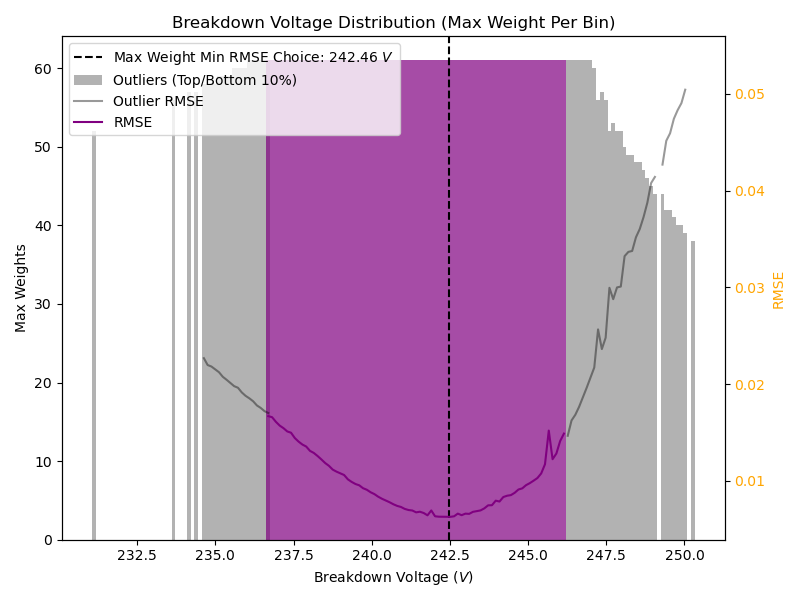 Breakdown Voltage Distribution (Max Weight Per Bin)
Max Weight Min RMSE Choice: 242.46 V
Outliers (Top/Bottom 10%)
Outlier RMSE
RMSE
Max Weights
60
50
40
30
20
10
0
0.05
0.04
0.03
0.02
0.01
RMSE
232.5 235.0 237.5 240.0 242.5 245.0 247.5 250.0
Breakdown Voltage (V)